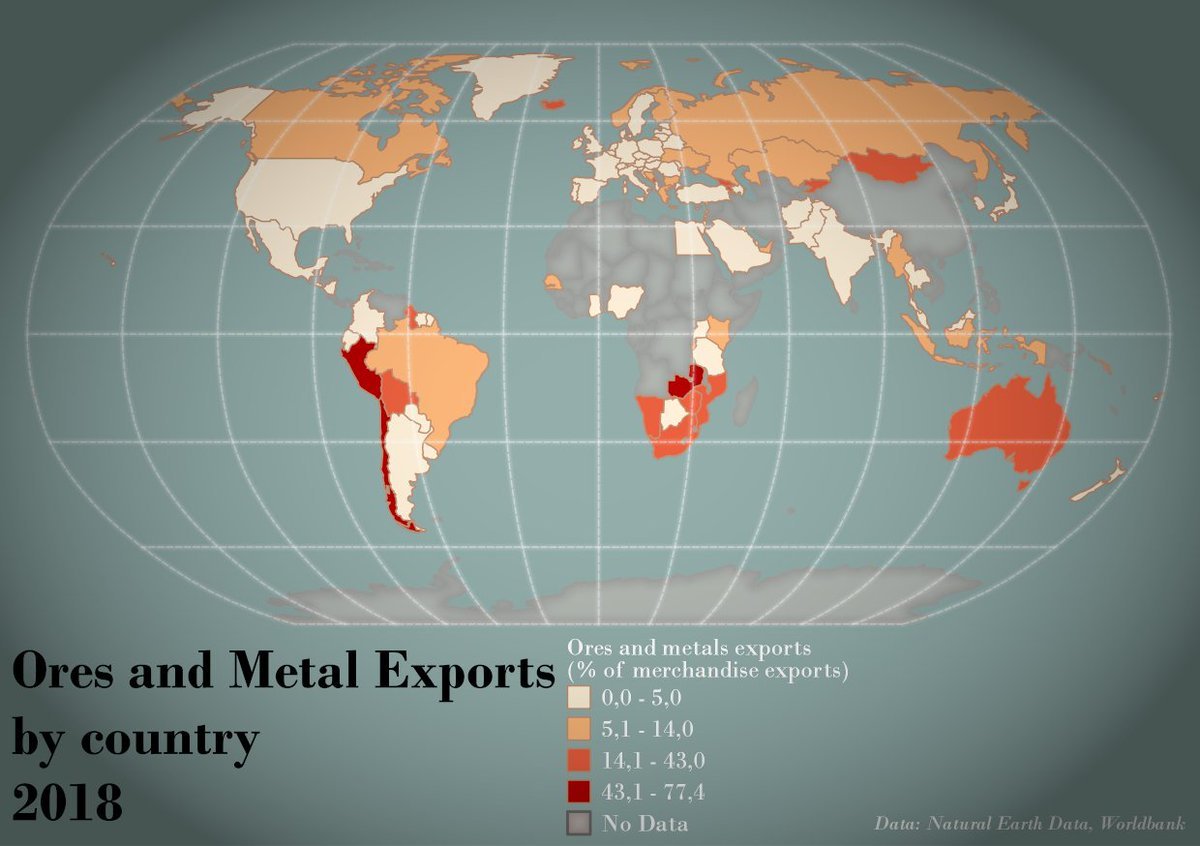 Ores and Metal Exports
by country
2018
Ores and metals exports
(% of merchandise exports)
0,0 - 5,0
5,1 - 14,0
14,1 - 43,0
43,1 - 77,4
No Data
Data: Natural Earth Data, Worldbank